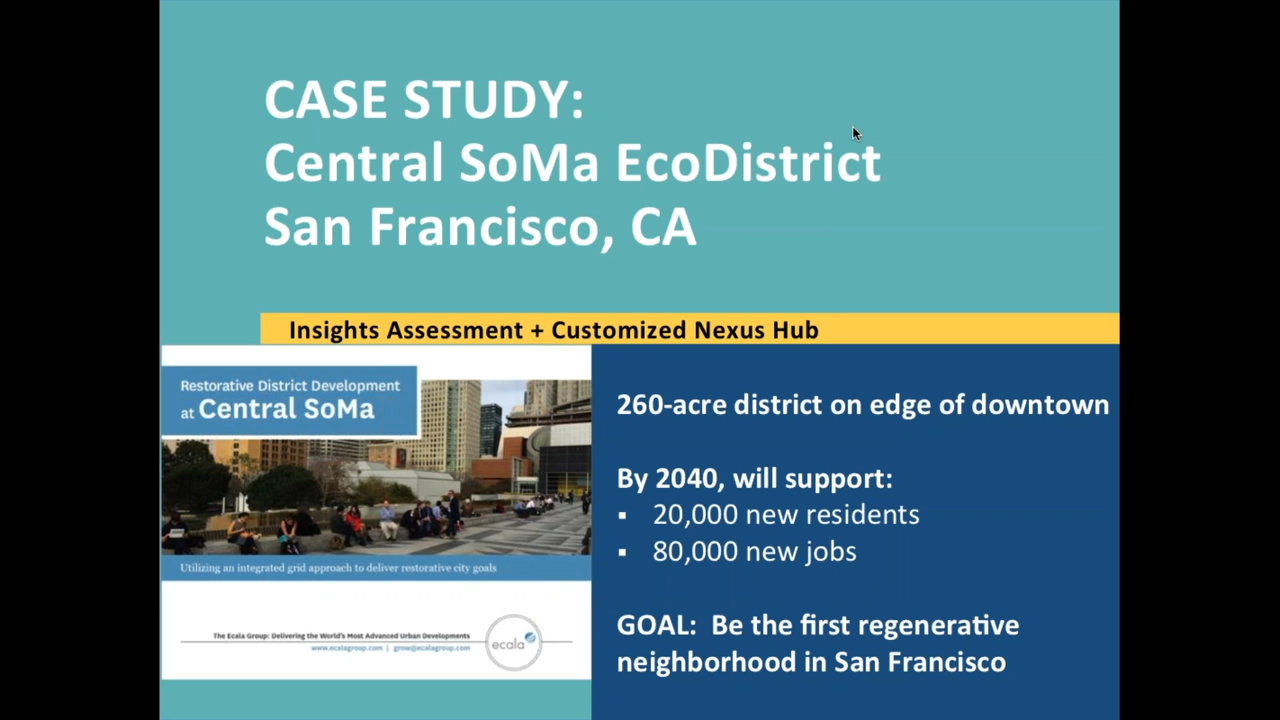 CASE STUDY:
Central SoMa EcoDistrict
San Francisco, CA
Insights Assessment + Customized Nexus Hub
Restorative District Development
at Central SoMa
Utilizing an integrated grid approach to deliver restorative city goals
The Ecala Group: Delivering the World's Most Advanced Urban Developments
www.ecalagroup.com | grow@ecalagroup.com
ecala
260-acre district on edge of downtown
By 2040, will support:
▪ 20,000 new residents
▪ 80,000 new jobs
GOAL: Be the first regenerative
neighborhood in San Francisco